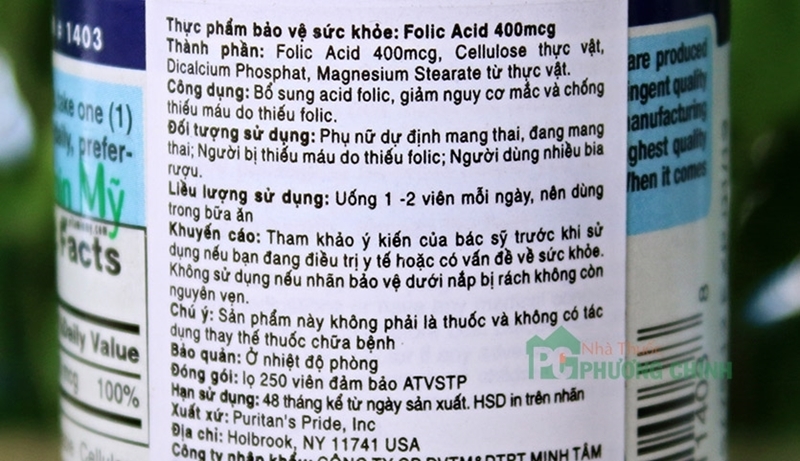 # 1403
take one (1)
prefer-
Mỹ
Facts
Daily Value
100%
Thực phẩm bảo vệ sức khỏe: Folic Acid 400mcg
Thành phần: Folic Acid 400mcg, Cellulose thực vật,
Dicalcium Phosphat, Magnesium Stearate từ thực vật.
Công dụng: Bổ sung acid folic, giảm nguy cơ mắc và chống
thiếu máu do thiếu folic.
Đối tượng sử dụng: Phụ nữ dự định mang thai, đang mang
thai; Người bị thiếu máu do thiếu folic; Người dùng nhiều bia
rượu.
Liều lượng sử dụng: Uống 1 -2 viên mỗi ngày, nên dùng
trong bữa ăn
Khuyến cáo: Tham khảo ý kiến của bác sỹ trước khi sử
dụng nếu bạn đang điều trị y tế hoặc có vấn đề về sức khỏe.
Không sử dụng nếu nhãn bảo vệ dưới nắp bị rách không còn
nguyên vẹn.
Chú ý: Sản phẩm này không phải là thuốc và không có tác
dụng thay thế thuốc chữa bệnh
Bảo quản: Ở nhiệt độ phòng
Đóng gói: lọ 250 viên đảm bảo ATVSTP
Hạn sử dụng: 48 tháng kể từ ngày sản xuất. HSD in trên nhãn
Xuất xứ: Puritan's Pride, Inc
Địa chỉ: Holbrook, NY 11741 USA
Công ty nhập khẩu: CÔNG TY CP DVTM&DTPT MINH TÂM
are produced
quality
manufacturing
highest quality
When it comes
PG
Nhà Thuốc
PHƯƠNG CHINH